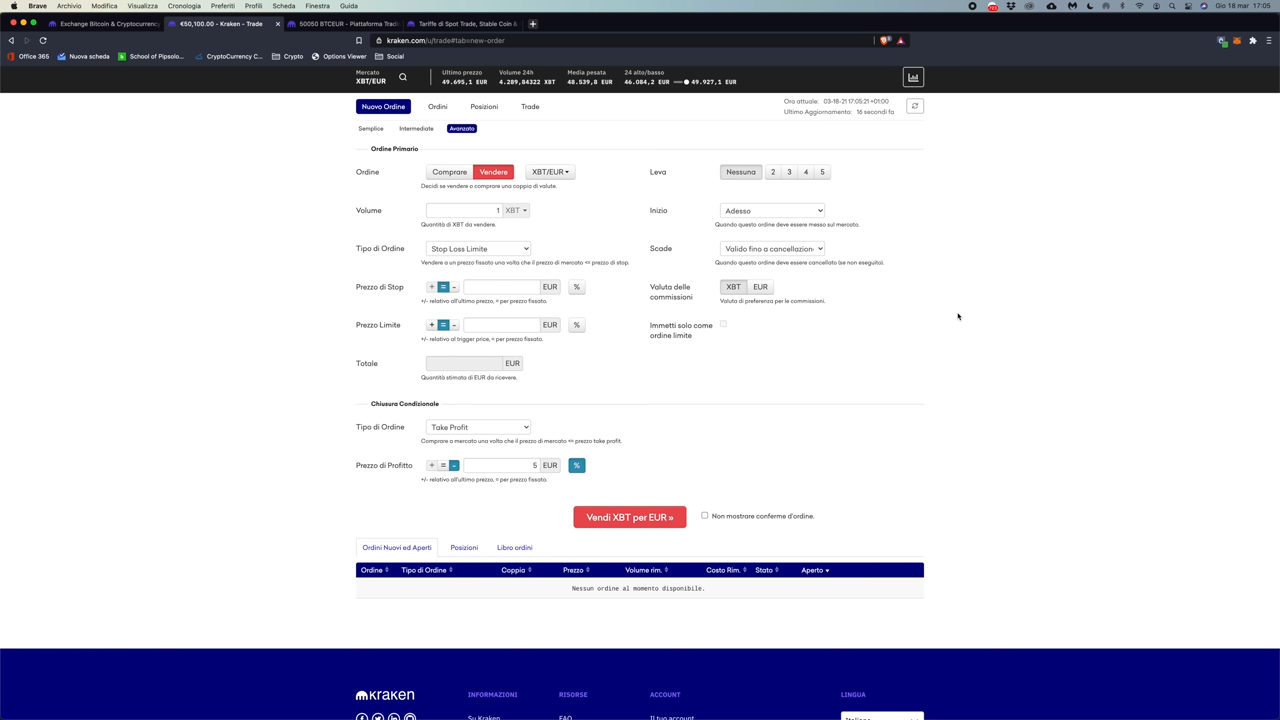 Brave Archivio Modifica Visualizza Cronologia Preferiti Profili Scheda Finestra Guida
Gio 18 mar 17:05
Exchange Bitcoin & Cryptocurrency
€50,100.00 - Kraken - Trade
50050 BTCEUR - Piattaforma Trad
Tariffe di Spot Trade, Stable Coin &
kraken.com/u/trade#tab=new-order
Office 365 Nuova scheda School of Pipsolo... CryptoCurrency C... Crypto Options Viewer Social
Mercato Ultimo prezzo Volume 24h Media pesata 24 alto/basso
XBT/EUR 49.695,1 EUR 4.289,84322 XBT 48.539,8 EUR 46.084,2 EUR 49.927,1 EUR
Nuovo Ordine Ordini Posizioni Trade
Ora attuale: 03-18-21 17:05:21 +01:00
Ultimo Aggiornamento: 16 secondi fa
Semplice Intermediate Avanzato
Ordine Primario
Ordine Comprare Vendere XBT/EUR
Decidi se vendere o comprare una coppia di valute.
Leva Nessuna 2 3 4 5
Volume 1 XBT
Quantità di XBT da vendere.
Inizio Adesso
Quando questo ordine deve essere messo sul mercato.
Tipo di Ordine Stop Loss Limite
Vendere a un prezzo fissato una volta che il prezzo di mercato <= prezzo di stop.
Scade Valido fino a cancellazion
Quando questo ordine deve essere cancellato (se non eseguito).
Prezzo di Stop + = - EUR %
+/- relativo all'ultimo prezzo, = per prezzo fissato.
Valuta delle commissioni XBT EUR
Valuta di preferenza per le commissioni.
Prezzo Limite + = - EUR %
+/- relativo al trigger price, = per prezzo fissato.
Immetti solo come ordine limite
Totale EUR
Quantità stimata di EUR da ricevere.
Chiusura Condizionale
Tipo di Ordine Take Profit
Comprare a mercato una volta che il prezzo di mercato <= prezzo take profit.
Prezzo di Profitto + = - 5 EUR %
+/- relativo all'ultimo prezzo, = per prezzo fissato.
Vendi XBT per EUR »
Non mostrare conferme d'ordine.
Ordini Nuovi ed Aperti Posizioni Libro ordini
Ordine Tipo di Ordine Coppia Prezzo Volume rim. Costo Rim. Stato Aperto
Nessun ordine al momento disponibile.
kraken INFORMAZIONI RISORSE ACCOUNT LINGUA
Su Kraken FAQ Il tuo account Italiano